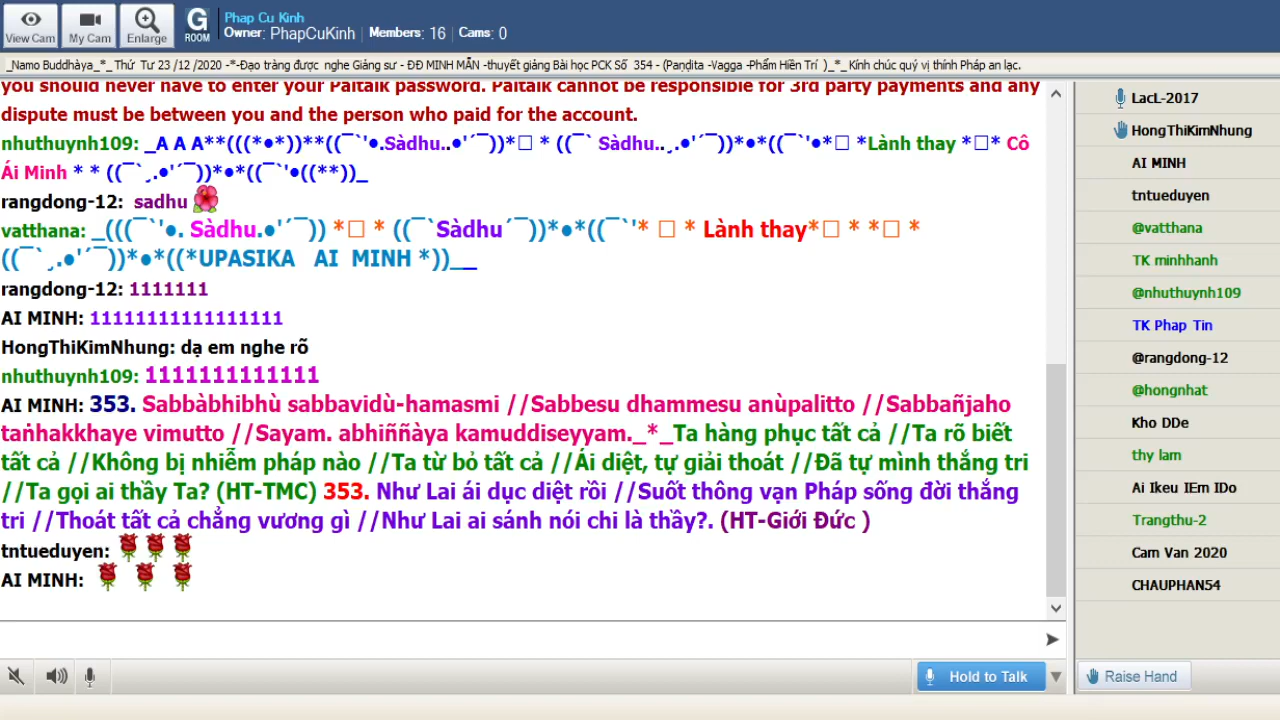 View Cam
My Cam
Enlarge
G
ROOM
Phap Cu Kinh
Owner: PhapCuKinh | Members: 16 | Cams: 0
_Namo Buddhàya_*_ Thứ Tư 23 /12 /2020 -*-Đạo tràng được nghe Giảng sư - ĐĐ MINH MẪN -thuyết giảng Bài học PCK Số 354 - (Paṇḍita -Vagga -Phẩm Hiền Trí )_*_ Kính chúc quý vị thính Pháp an lạc.
you should never have to enter your Paltalk password. Paltalk cannot be responsible for 3rd party payments and any
dispute must be between you and the person who paid for the account.
nhuthuynh109: _A A A**(((*●*))**((¯`'●.Sàdhu..●'´¯))*□ * ((¯` Sàdhu..¸.●'´¯))*●*((¯`'●*□ *Lành thay *□* Cô
Ái Minh * * ((¯`¸.●'´¯))*●*((¯`'●((**))_
rangdong-12: sadhu
vatthana: _(((¯`'●. Sàdhu.●'´¯)) *□ * ((¯`Sàdhu´¯))*●*((¯`'* □ * Lành thay*□ * *□ *
((¯`¸.●'´¯))*●*((*UPASIKA AI MINH *))__
rangdong-12: 1111111
AI MINH: 11111111111111111
HongThiKimNhung: dạ em nghe rõ
nhuthuynh109: 1111111111111
AI MINH: 353. Sabbàbhibhù sabbavidù-hamasmi //Sabbesu dhammesu anùpalitto //Sabbañjaho
taṅhakkhaye vimutto //Sayam. abhiññàya kamuddiseyyam._*_Ta hàng phục tất cả //Ta rõ biết
tất cả //Không bị nhiễm pháp nào //Ta từ bỏ tất cả //Ái diệt, tự giải thoát //Đã tự mình thắng tri
//Ta gọi ai thầy Ta? (HT-TMC) 353. Như Lai ái dục diệt rồi //Suốt thông vạn Pháp sống đời thắng
tri //Thoát tất cả chẳng vương gì //Như Lai ai sánh nói chi là thầy?. (HT-Giới Đức )
tntueduyen:
AI MINH:
Hold to Talk
LacL-2017
HongThiKimNhung
AI MINH
tntueduyen
@vatthana
TK minhhanh
@nhuthuynh109
TK Phap Tin
@rangdong-12
@hongnhat
Kho DDe
thy lam
Ai Ikeu IEm IDo
Trangthu-2
Cam Van 2020
CHAUPHAN54
Raise Hand